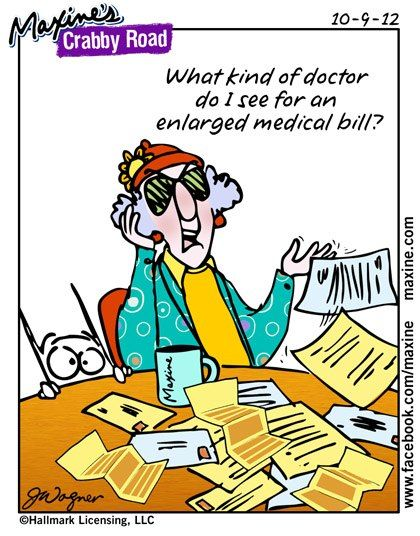 Maxine's
Crabby Road
10-9-12
What kind of doctor
do I see for an
enlarged medical bill?
Maxine
www.facebook.com/maxine maxine.com
JWagner
©Hallmark Licensing, LLC